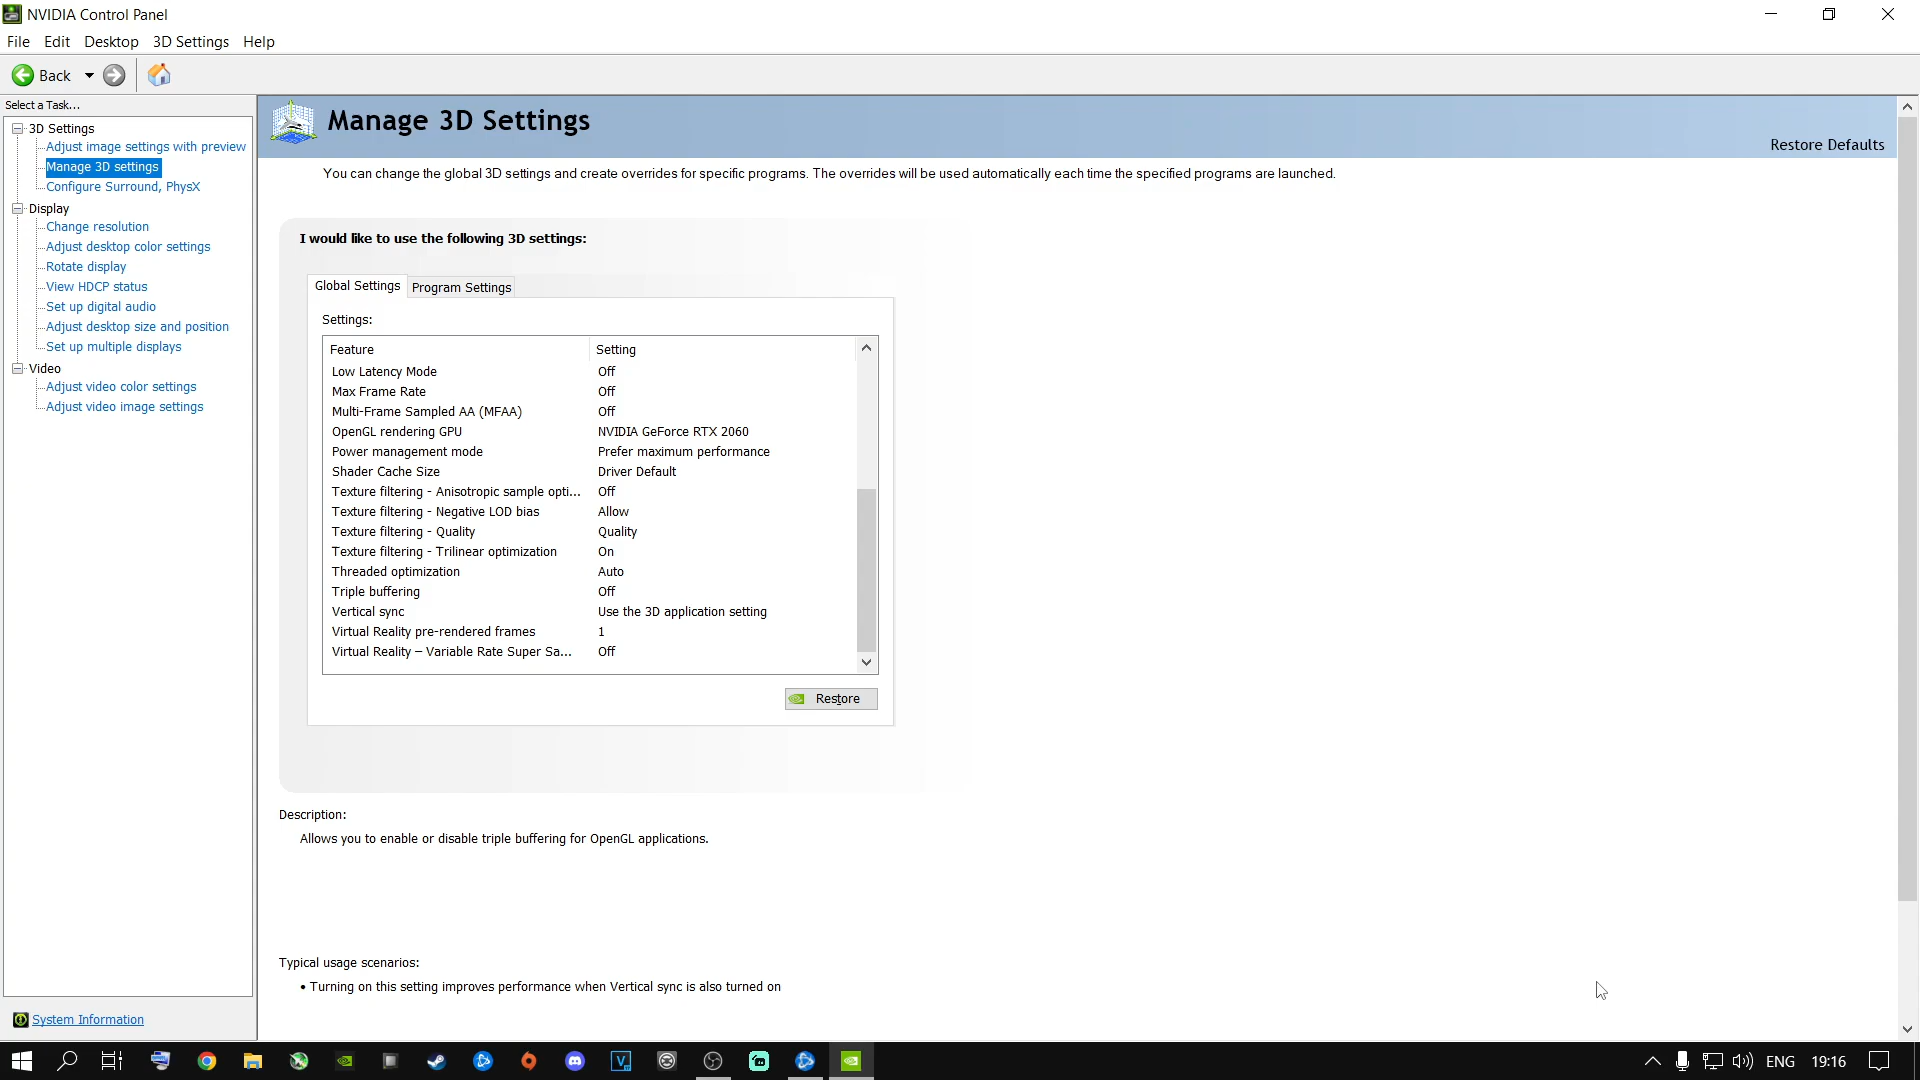 NVIDIA Control Panel
File Edit Desktop 3D Settings Help
Back
Select a Task...
3D Settings
Adjust image settings with preview
Manage 3D settings
Configure Surround, PhysX
Display
Change resolution
Adjust desktop color settings
Rotate display
View HDCP status
Set up digital audio
Adjust desktop size and position
Set up multiple displays
Video
Adjust video color settings
Adjust video image settings
System Information
Manage 3D Settings
Restore Defaults
You can change the global 3D settings and create overrides for specific programs. The overrides will be used automatically each time the specified programs are launched.
I would like to use the following 3D settings:
Global Settings Program Settings
Settings:
Feature Setting
Low Latency Mode Off
Max Frame Rate Off
Multi-Frame Sampled AA (MFAA) Off
OpenGL rendering GPU NVIDIA GeForce RTX 2060
Power management mode Prefer maximum performance
Shader Cache Size Driver Default
Texture filtering - Anisotropic sample opti... Off
Texture filtering - Negative LOD bias Allow
Texture filtering - Quality Quality
Texture filtering - Trilinear optimization On
Threaded optimization Auto
Triple buffering Off
Vertical sync Use the 3D application setting
Virtual Reality pre-rendered frames 1
Virtual Reality – Variable Rate Super Sa... Off
Restore
Description:
Allows you to enable or disable triple buffering for OpenGL applications.
Typical usage scenarios:
• Turning on this setting improves performance when Vertical sync is also turned on
ENG 19:16